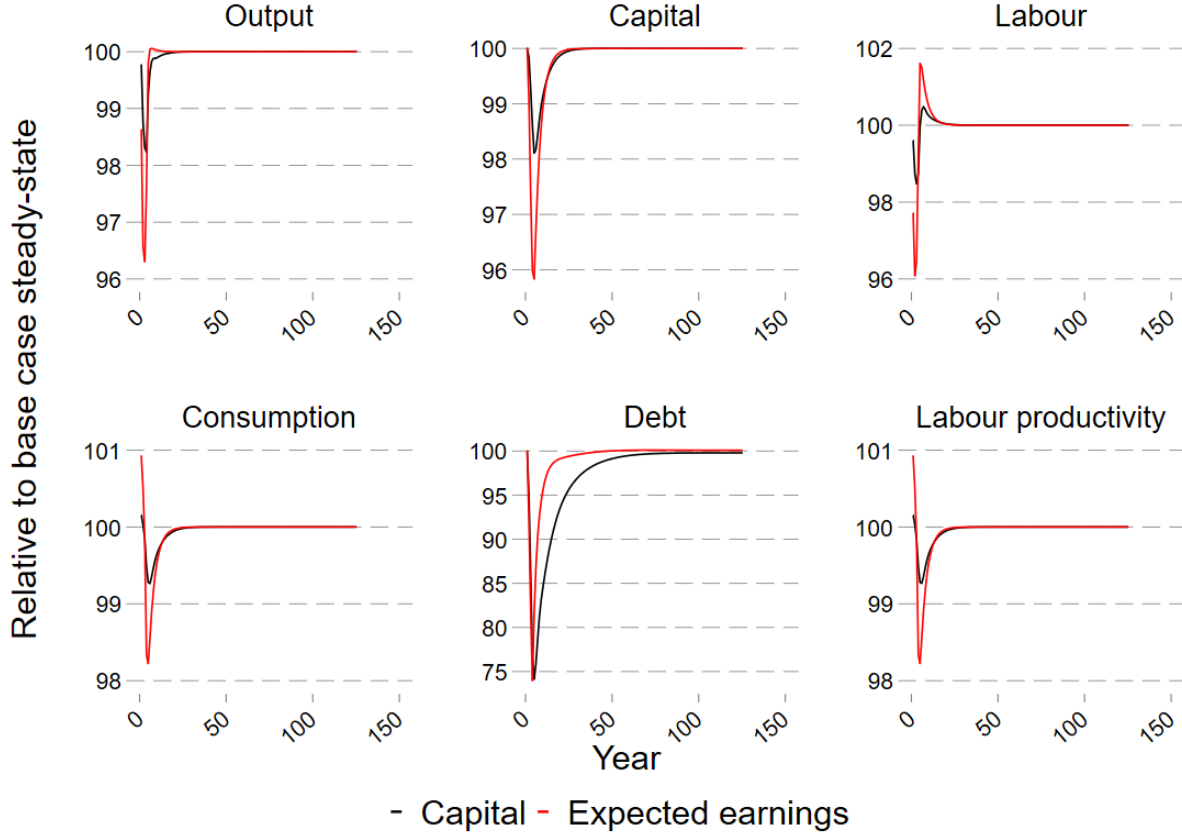 Output Capital Labour
100
99
98
97
96
0 50 100 150
100
99
98
97
96
0 50 100 150
102
100
98
96
0 50 100 150
Relative to base case steady-state
Consumption Debt Labour productivity
101
100
99
98
0 50 100 150
100
95
90
85
80
75
0 50 100 150
101
100
99
98
0 50 100 150
Year
Capital Expected earnings